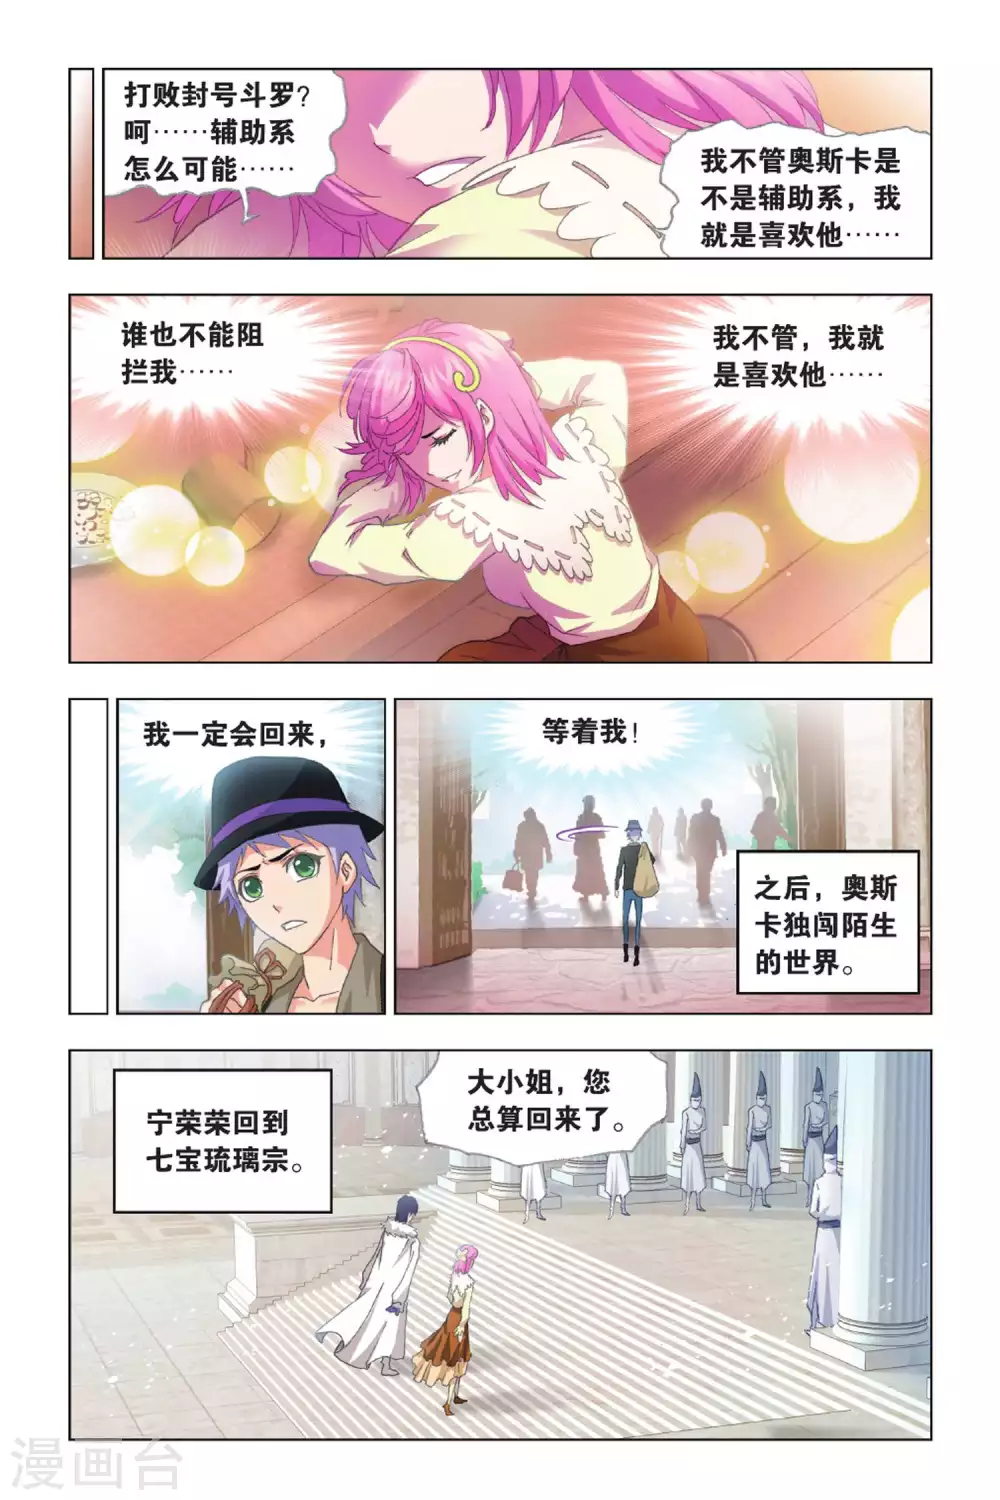 打败封号斗罗？
呵……辅助系
怎么可能……
我不管奥斯卡是
不是辅助系，我
就是喜欢他……
谁也不能阻
拦我……
我不管，我就
是喜欢他……
我一定会回来，
等着我！
之后，奥斯
卡独闯陌生
的世界。
宁荣荣回到
七宝琉璃宗。
大小姐，您
总算回来了。
漫画台